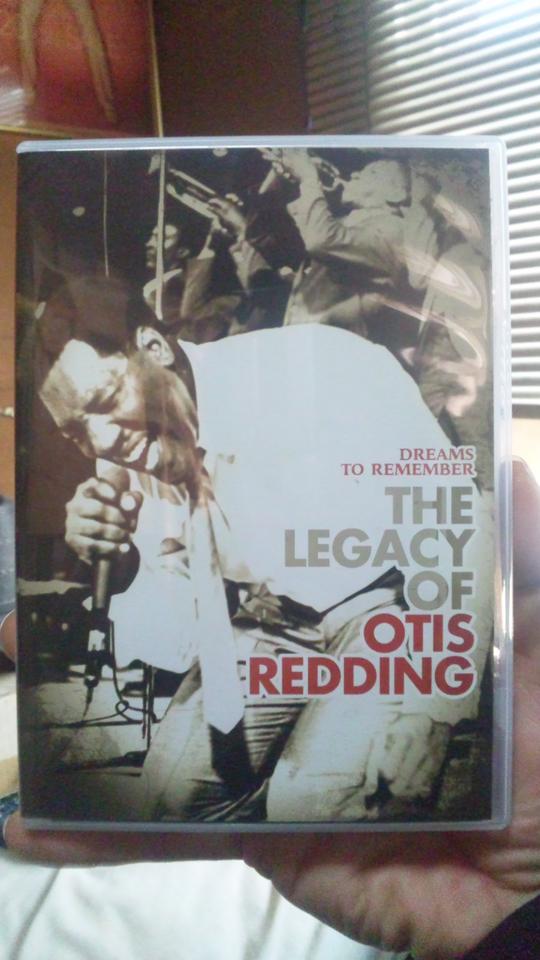 DREAMS
TO REMEMBER
THE
LEGACY
OF
OTIS
REDDING